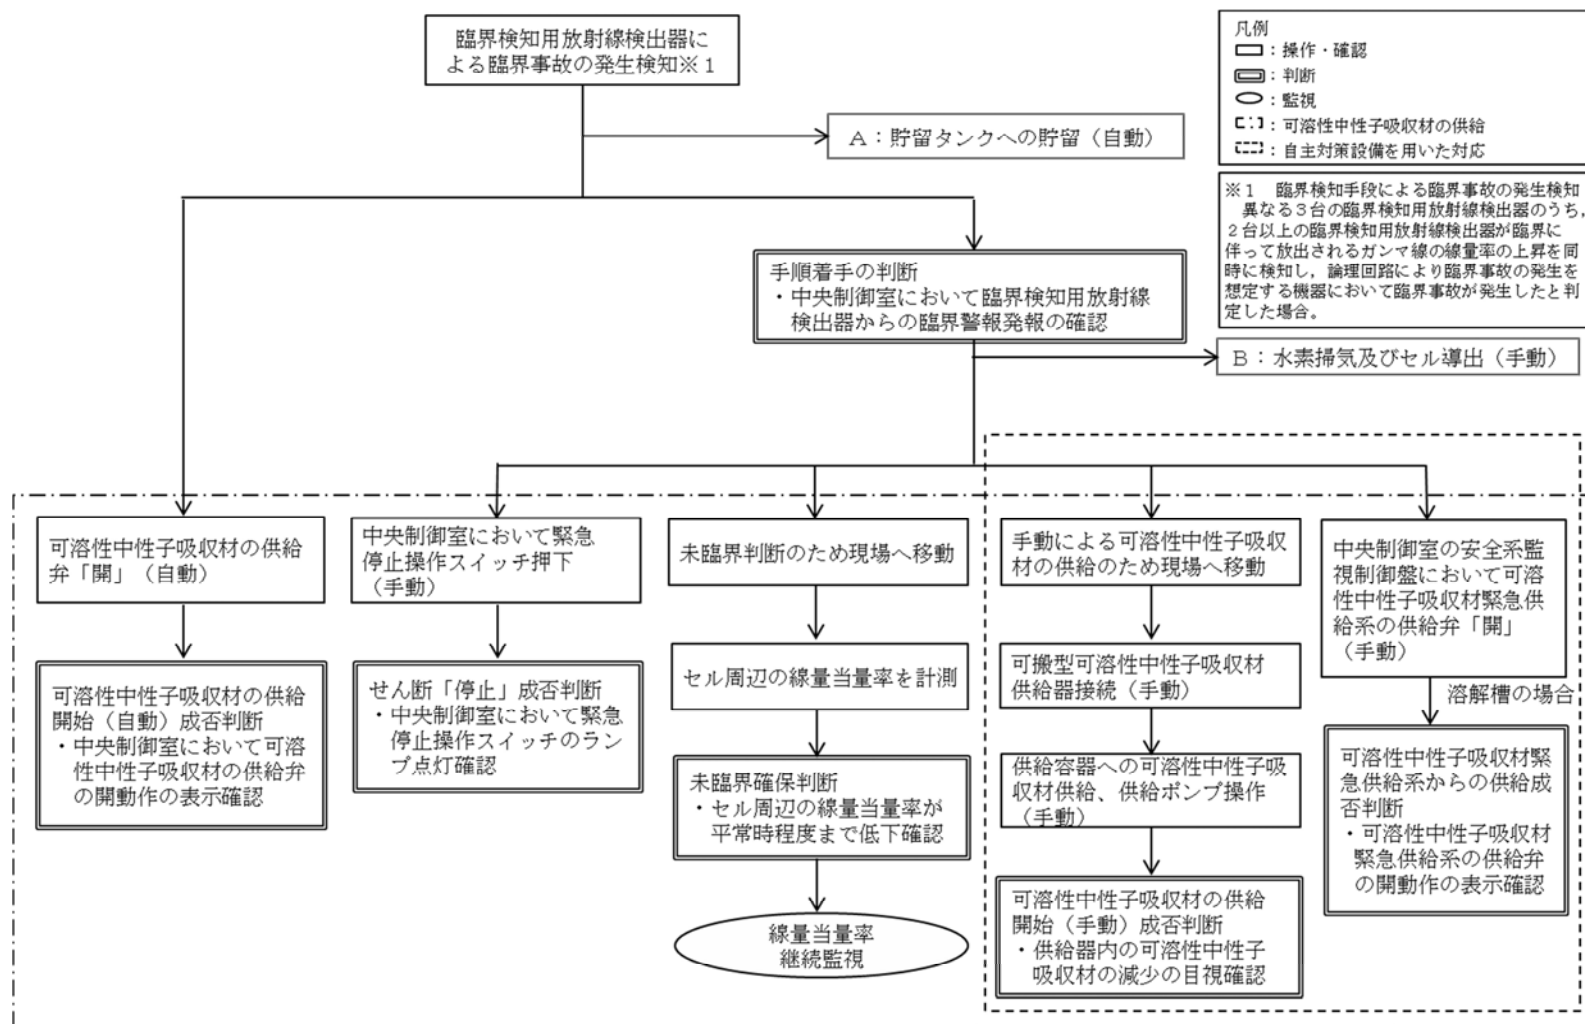 臨界検知用放射線検出器に
よる臨界事故の発生検知※1
凡例
：操作・確認
：判断
：監視
：可溶性中性子吸収材の供給
：自主対策設備を用いた対応
A：貯留タンクへの貯留（自動）
※1　臨界検知手段による臨界事故の発生検知
異なる3台の臨界検知用放射線検出器のうち，
2台以上の臨界検知用放射線検出器が臨界に
伴って放出されるガンマ線の線量率の上昇を同
時に検知し，論理回路により臨界事故の発生を
想定する機器において臨界事故が発生したと判
定した場合。
手順着手の判断
・中央制御室において臨界検知用放射線
検出器からの臨界警報発報の確認
B：水素掃気及びセル導出（手動）
可溶性中性子吸収材の供給
弁「開」（自動）
可溶性中性子吸収材の供給
開始（自動）成否判断
・中央制御室において可溶
性中性子吸収材の供給弁
の開動作の表示確認
中央制御室において緊急
停止操作スイッチ押下
（手動）
せん断「停止」成否判断
・中央制御室において緊急
停止操作スイッチのラン
プ点灯確認
未臨界判断のため現場へ移動
セル周辺の線量当量率を計測
未臨界確保判断
・セル周辺の線量当量率が
平常時程度まで低下確認
線量当量率
継続監視
手動による可溶性中性子吸収
材の供給のため現場へ移動
可搬型可溶性中性子吸収材
供給器接続（手動）
供給容器への可溶性中性子吸
収材供給、供給ポンプ操作
（手動）
可溶性中性子吸収材の供給
開始（手動）成否判断
・供給器内の可溶性中性子
吸収材の減少の目視確認
中央制御室の安全系監
視制御盤において可溶
性中性子吸収材緊急供
給系の供給弁「開」
（手動）
溶解槽の場合
可溶性中性子吸収材緊
急供給系からの供給成
否判断
・可溶性中性子吸収材
緊急供給系の供給弁
の開動作の表示確認